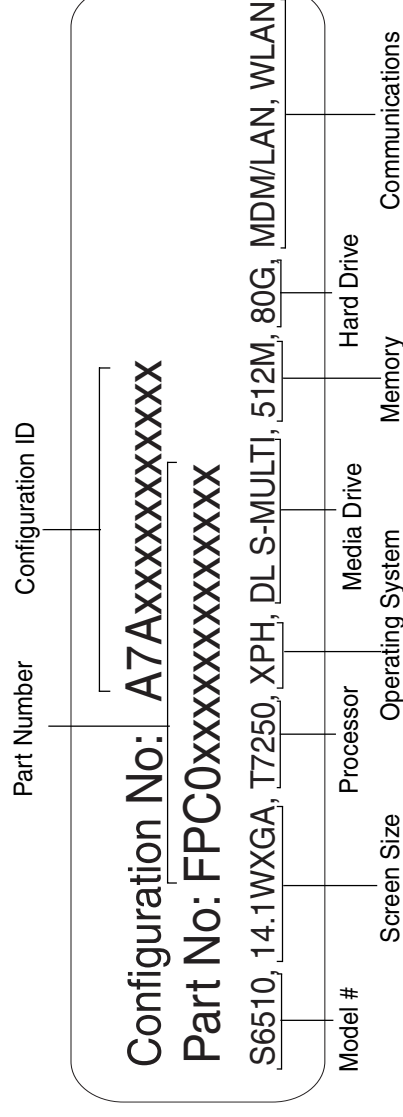 Configuration ID
Part Number
Configuration No: A7Axxxxxxxxxxx
Part No: FPC0xxxxxxxxxxxxx
S6510, 14.1WXGA, T7250, XPH, DL S-MULTI, 512M, 80G, MDM/LAN, WLAN
Model #
Screen Size
Processor
Operating System
Media Drive
Memory
Hard Drive
Communications